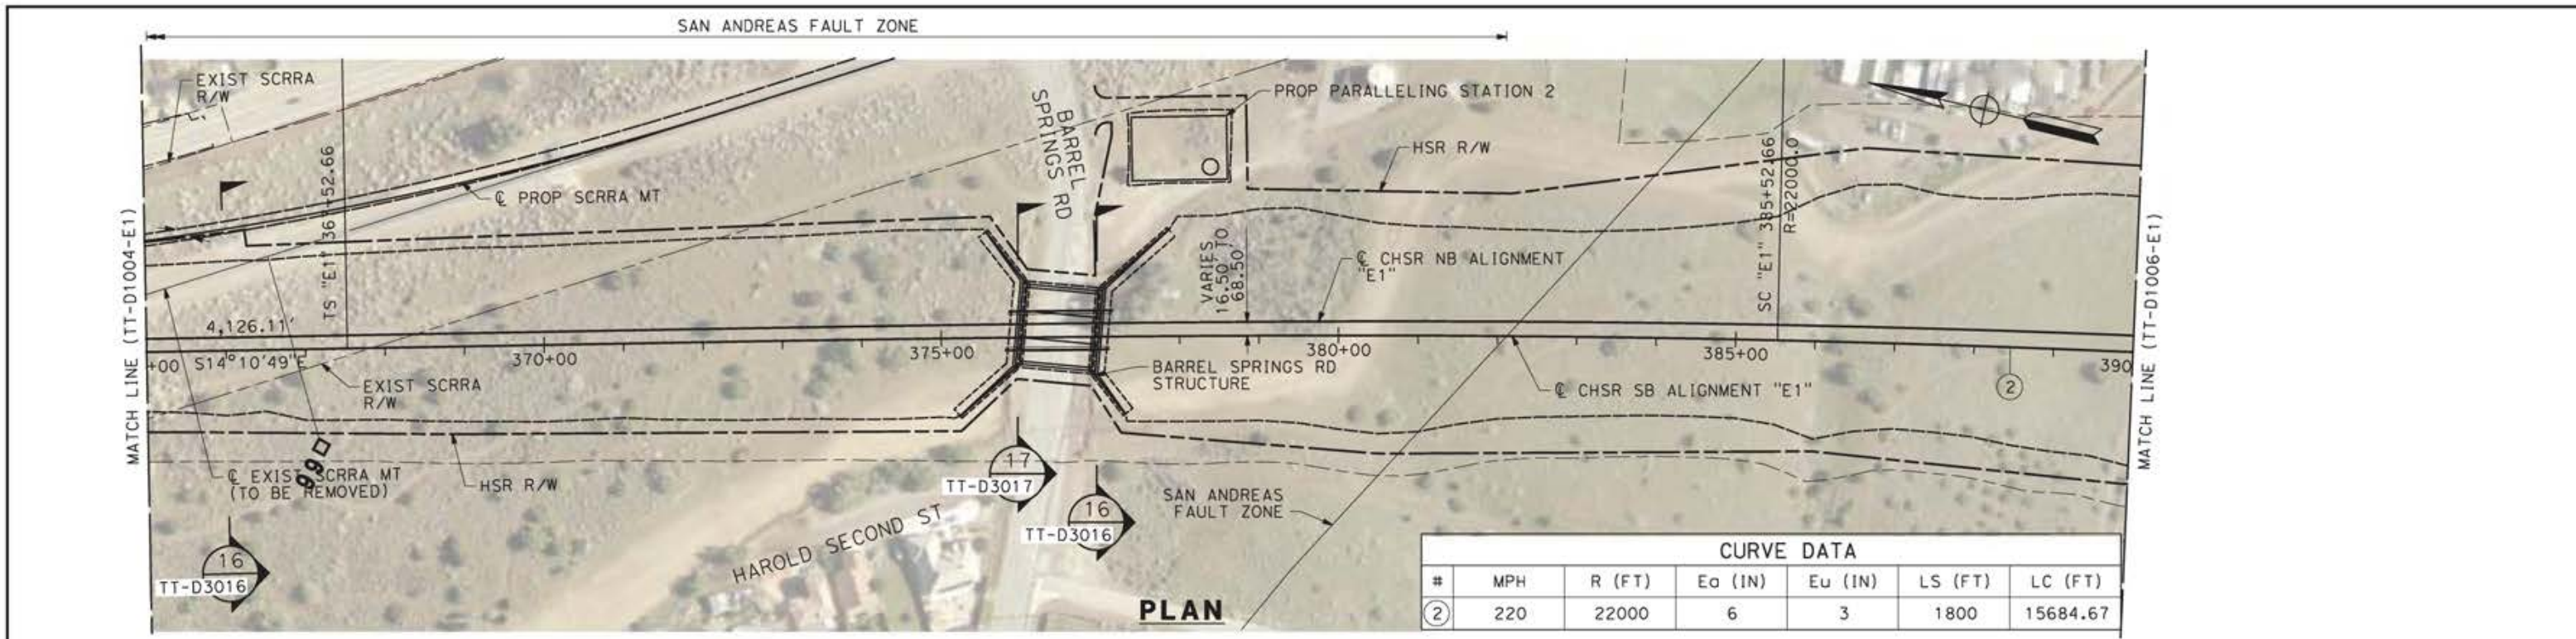 SAN ANDREAS FAULT ZONE
EXIST SCRRA
R/W
TS "E1" 367+52.66
℄ PROP SCRRA MT
BARREL
SPRINGS RD
PROP PARALLELING STATION 2
HSR R/W
SC "E1" 385+52.66
R=22000.0
MATCH LINE (TT-D1004-E1)
MATCH LINE (TT-D1006-E1)
VARIES
16.50' TO
68.50'
℄ CHSR NB ALIGNMENT
"E1"
4,126.11'
S14°10'49"E
+00
370+00
375+00
380+00
385+00
390
EXIST SCRRA
R/W
BARREL SPRINGS RD
STRUCTURE
℄ CHSR SB ALIGNMENT "E1"
2
66
℄ EXIST SCRRA MT
(TO BE REMOVED)
HSR R/W
17
TT-D3017
16
TT-D3016
SAN ANDREAS
FAULT ZONE
HAROLD SECOND ST
16
TT-D3016
PLAN
CURVE DATA
# MPH R (FT) Ea (IN) Eu (IN) LS (FT) LC (FT)
2 220 22000 6 3 1800 15684.67